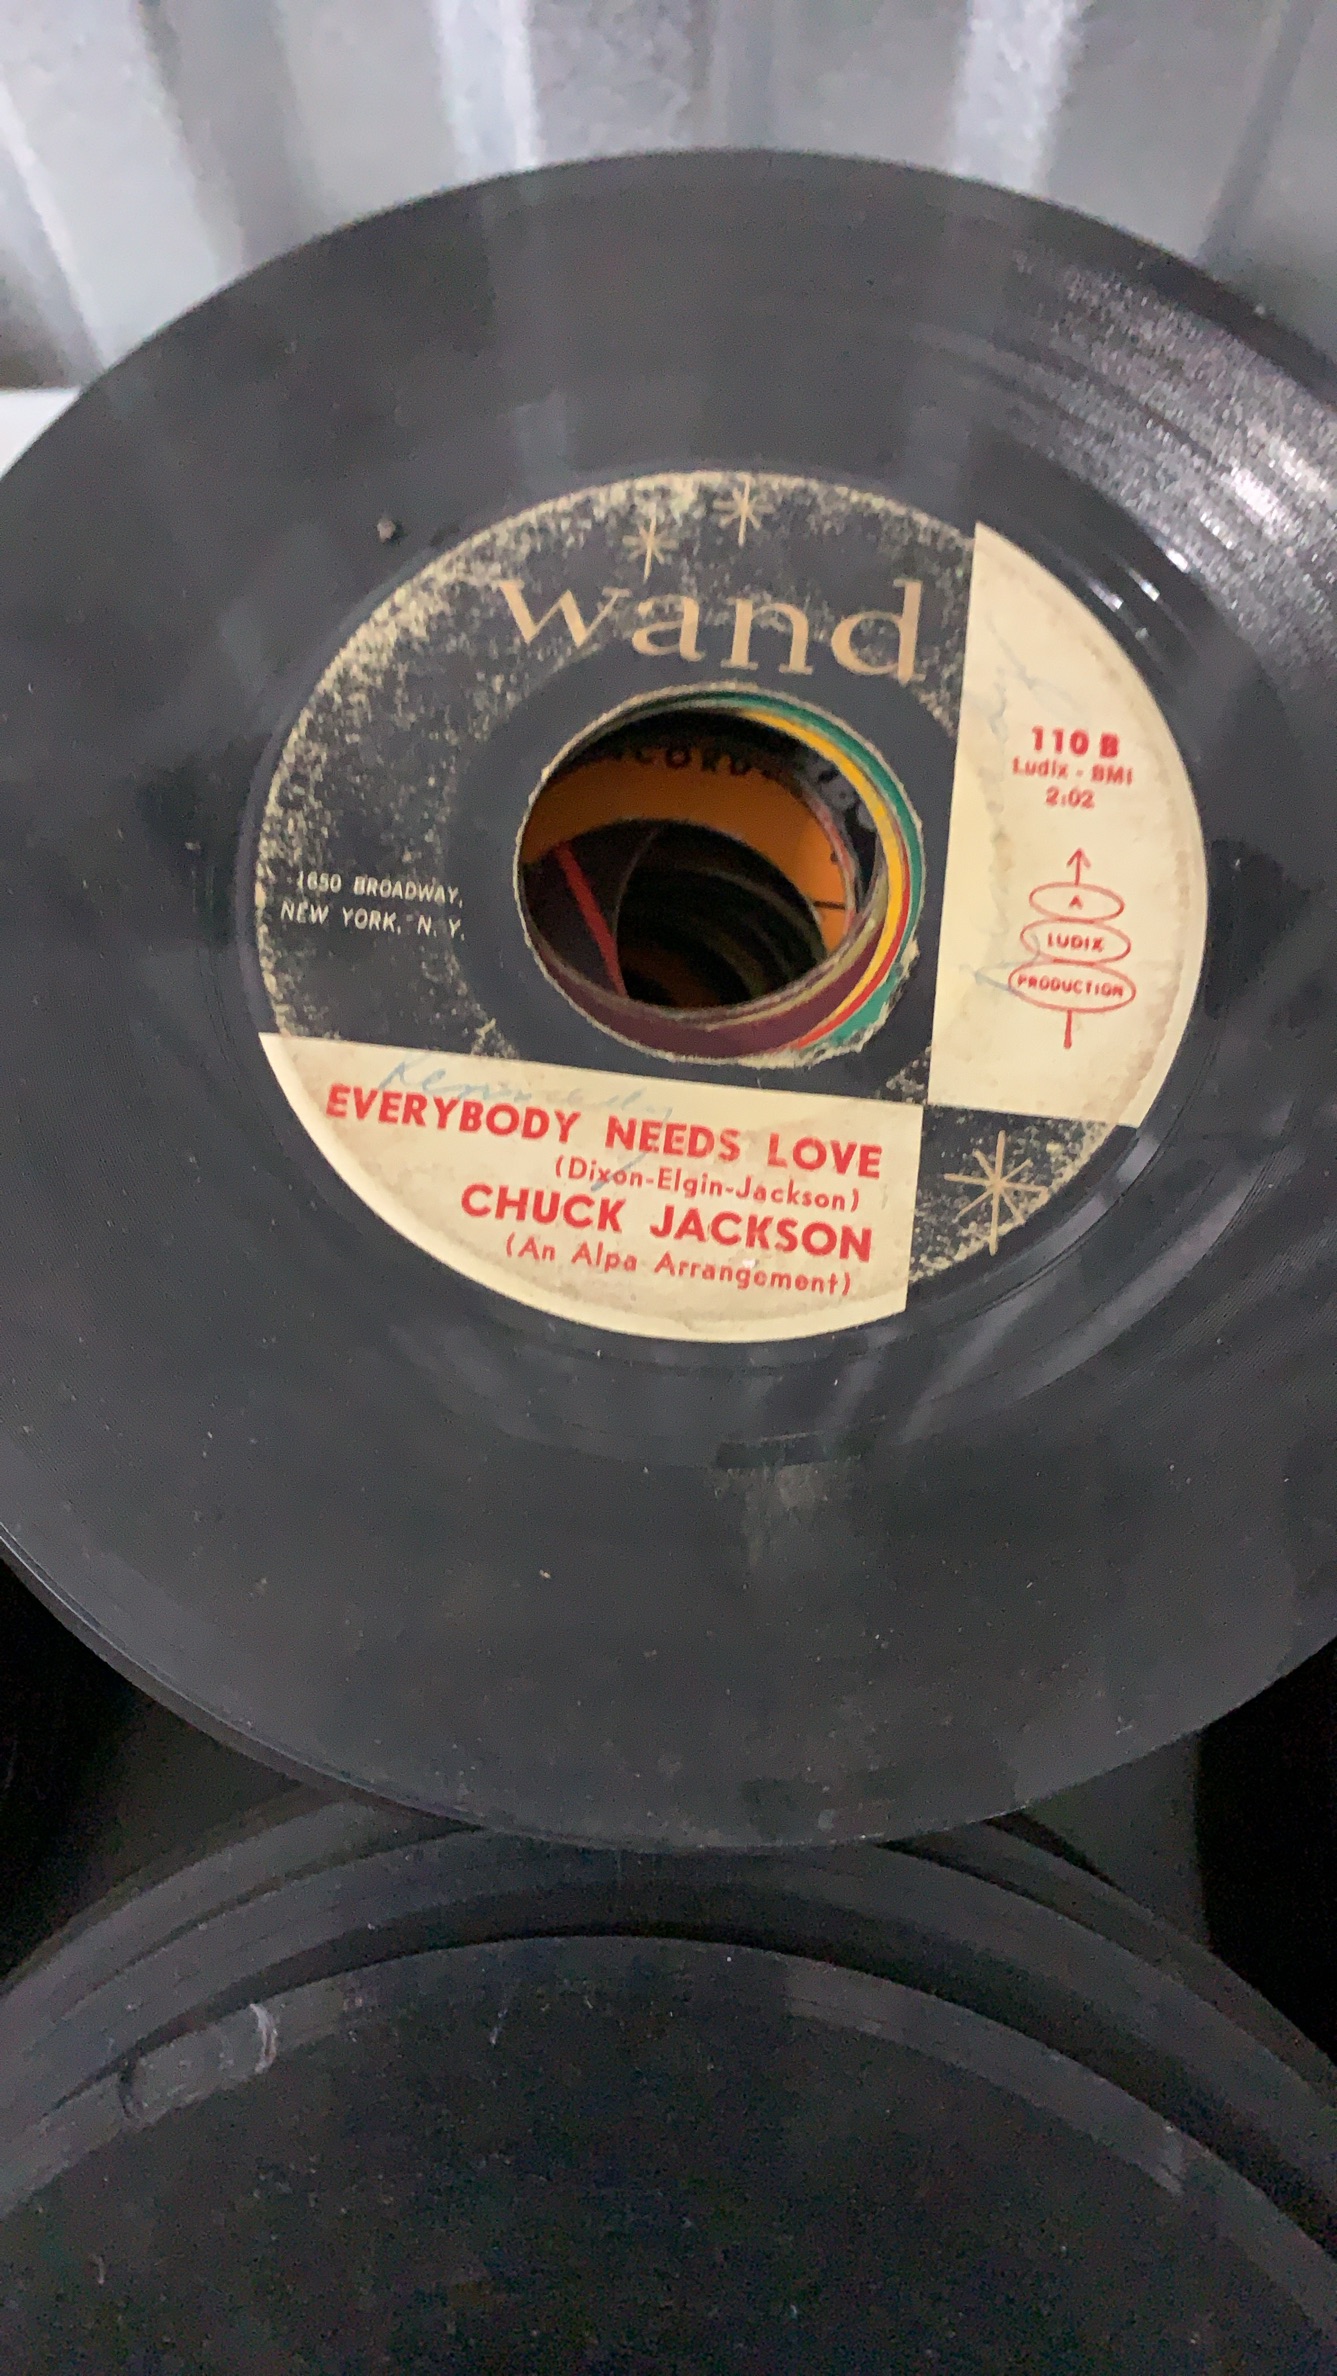 wand
110 B
Ludix - BMI
2:02
A
LUDIX
PRODUCTION
1650 BROADWAY,
NEW YORK, N. Y.
EVERYBODY NEEDS LOVE
(Dixon-Elgin-Jackson)
CHUCK JACKSON
(An Alpa Arrangement)